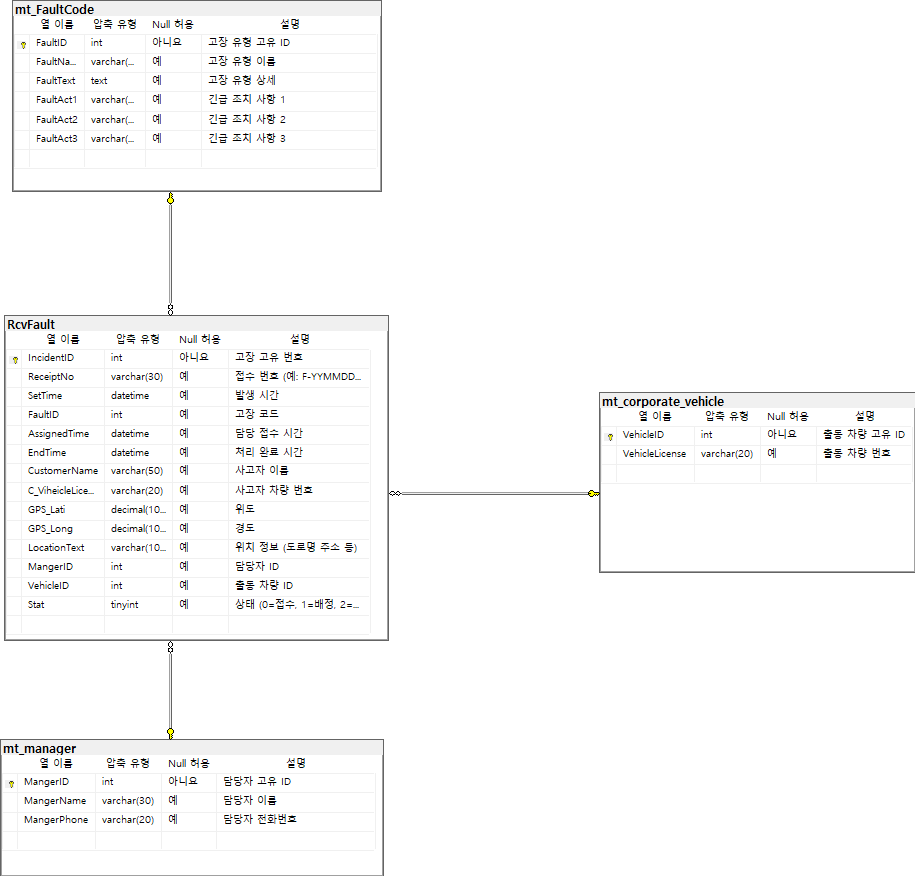 mt_FaultCode
열 이름 압축 유형 Null 허용 설명
FaultID int 아니요 고장 유형 고유 ID
FaultNa... varchar(... 예 고장 유형 이름
FaultText text 예 고장 유형 상세
FaultAct1 varchar(... 예 긴급 조치 사항 1
FaultAct2 varchar(... 예 긴급 조치 사항 2
FaultAct3 varchar(... 예 긴급 조치 사항 3
RcvFault
열 이름 압축 유형 Null 허용 설명
IncidentID int 아니요 고장 고유 번호
ReceiptNo varchar(30) 예 접수 번호 (예: F-YYMMDD...
SetTime datetime 예 발생 시간
FaultID int 예 고장 코드
AssignedTime datetime 예 담당 접수 시간
EndTime datetime 예 처리 완료 시간
CustomerName varchar(50) 예 사고자 이름
C_ViheicleLice... varchar(20) 예 사고자 차량 번호
GPS_Lati decimal(10... 예 위도
GPS_Long decimal(10... 예 경도
LocationText varchar(10... 예 위치 정보 (도로명 주소 등)
MangerID int 예 담당자 ID
VehicleID int 예 출동 차량 ID
Stat tinyint 예 상태 (0=접수, 1=배정, 2=...
mt_corporate_vehicle
열 이름 압축 유형 Null 허용 설명
VehicleID int 아니요 출동 차량 고유 ID
VehicleLicense varchar(20) 예 출동 차량 번호
mt_manager
열 이름 압축 유형 Null 허용 설명
MangerID int 아니요 담당자 고유 ID
MangerName varchar(30) 예 담당자 이름
MangerPhone varchar(20) 예 담당자 전화번호